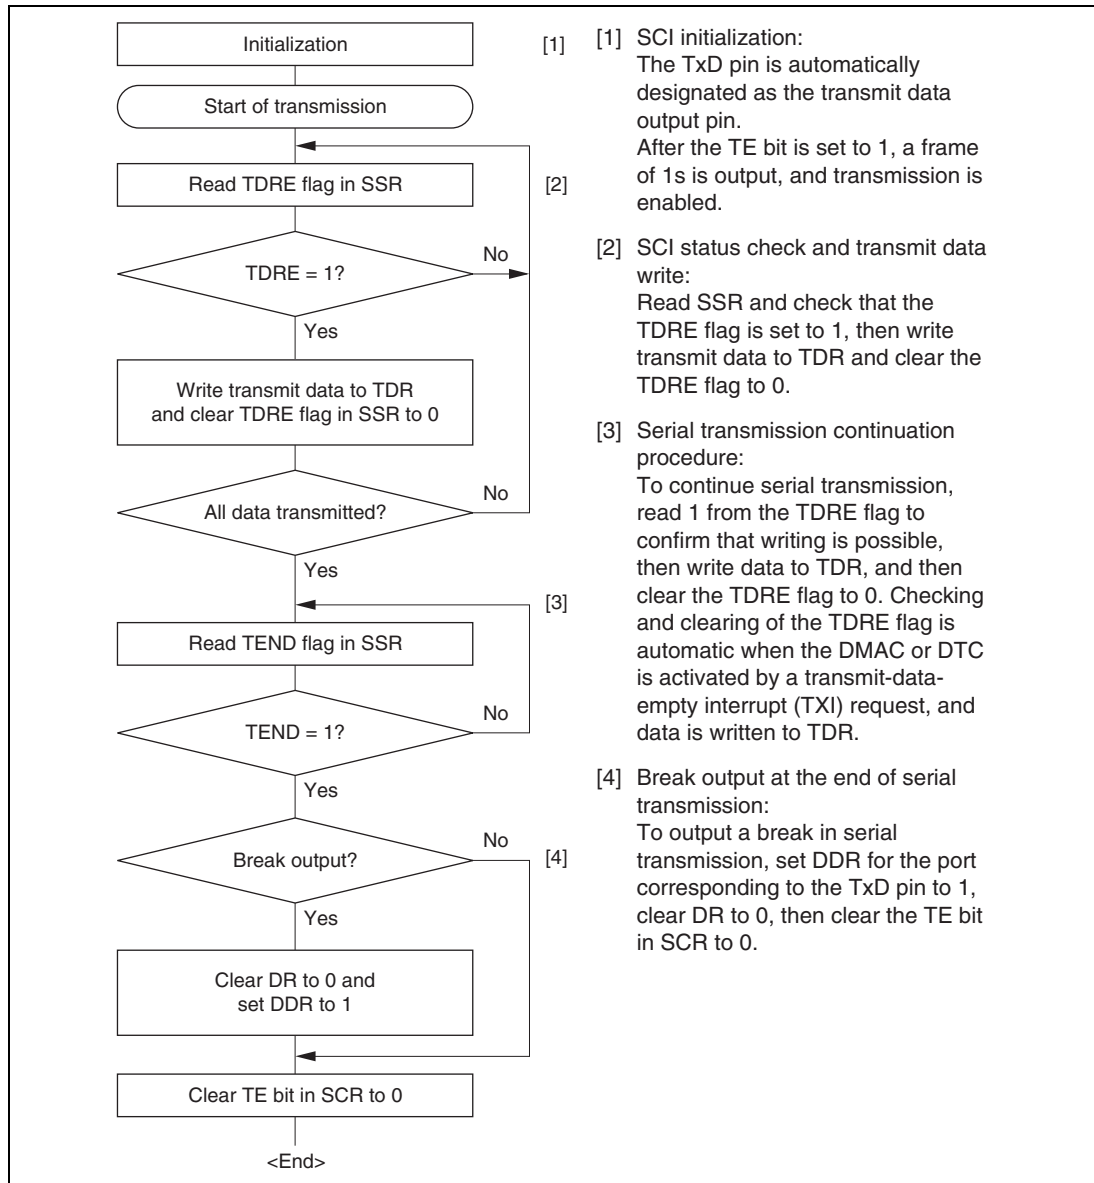 Initialization [1]
Start of transmission
Read TDRE flag in SSR [2]
TDRE = 1?
No
Yes
Write transmit data to TDR
and clear TDRE flag in SSR to 0
All data transmitted?
No
Yes
[3]
Read TEND flag in SSR
TEND = 1?
No
Yes
Break output?
No
[4]
Yes
Clear DR to 0 and
set DDR to 1
Clear TE bit in SCR to 0
<End>
[1] SCI initialization:
The TxD pin is automatically
designated as the transmit data
output pin.
After the TE bit is set to 1, a frame
of 1s is output, and transmission is
enabled.
[2] SCI status check and transmit data
write:
Read SSR and check that the
TDRE flag is set to 1, then write
transmit data to TDR and clear the
TDRE flag to 0.
[3] Serial transmission continuation
procedure:
To continue serial transmission,
read 1 from the TDRE flag to
confirm that writing is possible,
then write data to TDR, and then
clear the TDRE flag to 0. Checking
and clearing of the TDRE flag is
automatic when the DMAC or DTC
is activated by a transmit-data-
empty interrupt (TXI) request, and
data is written to TDR.
[4] Break output at the end of serial
transmission:
To output a break in serial
transmission, set DDR for the port
corresponding to the TxD pin to 1,
clear DR to 0, then clear the TE bit
in SCR to 0.